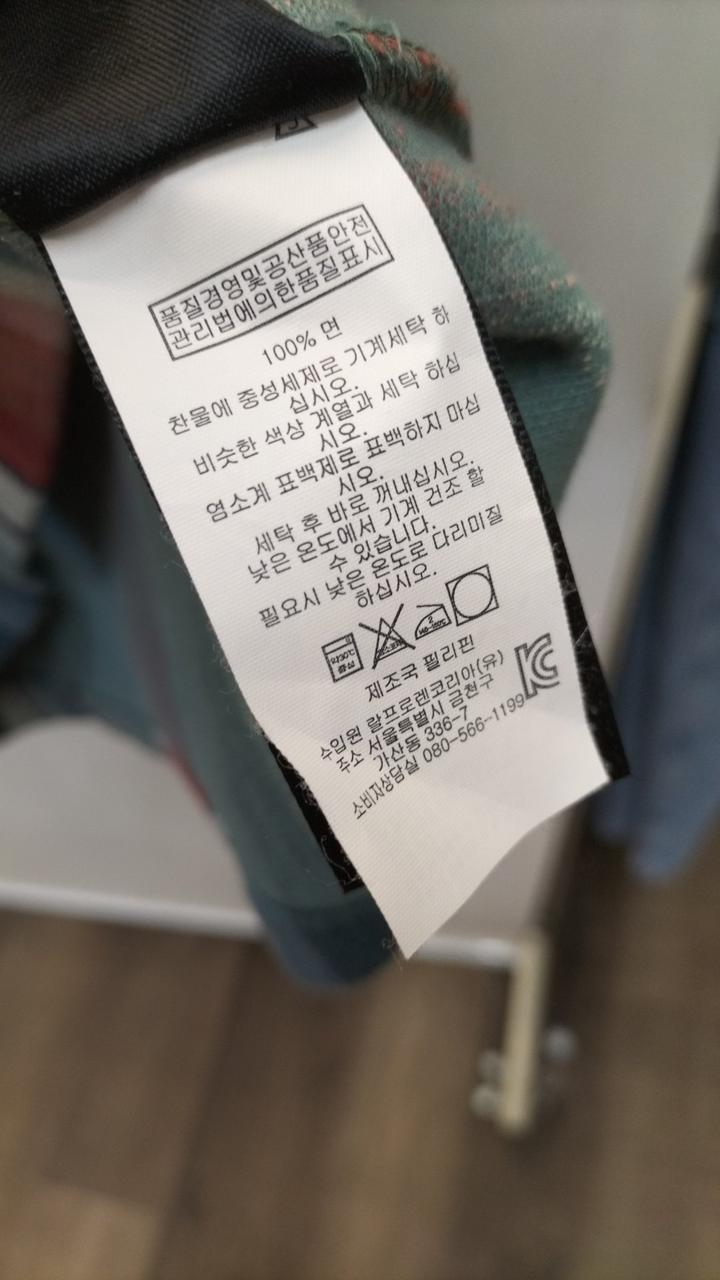 품질경영및공산품안전
관리법에의한품질표시
100% 면
찬물에 중성세제로 기계세탁 하
십시오.
비슷한 색상 계열과 세탁 하십
시오.
염소계 표백제로 표백하지 마십
시오.
세탁 후 바로 꺼내십시오.
낮은 온도에서 기계 건조 할
수 있습니다.
필요시 낮은 온도로 다리미질
하십시오.
약30℃
중성
2
제조국 필리핀
수입원 랄프로렌코리아(유)
주소 서울특별시 금천구
가산동 336-7
소비자상담실 080-566-1199